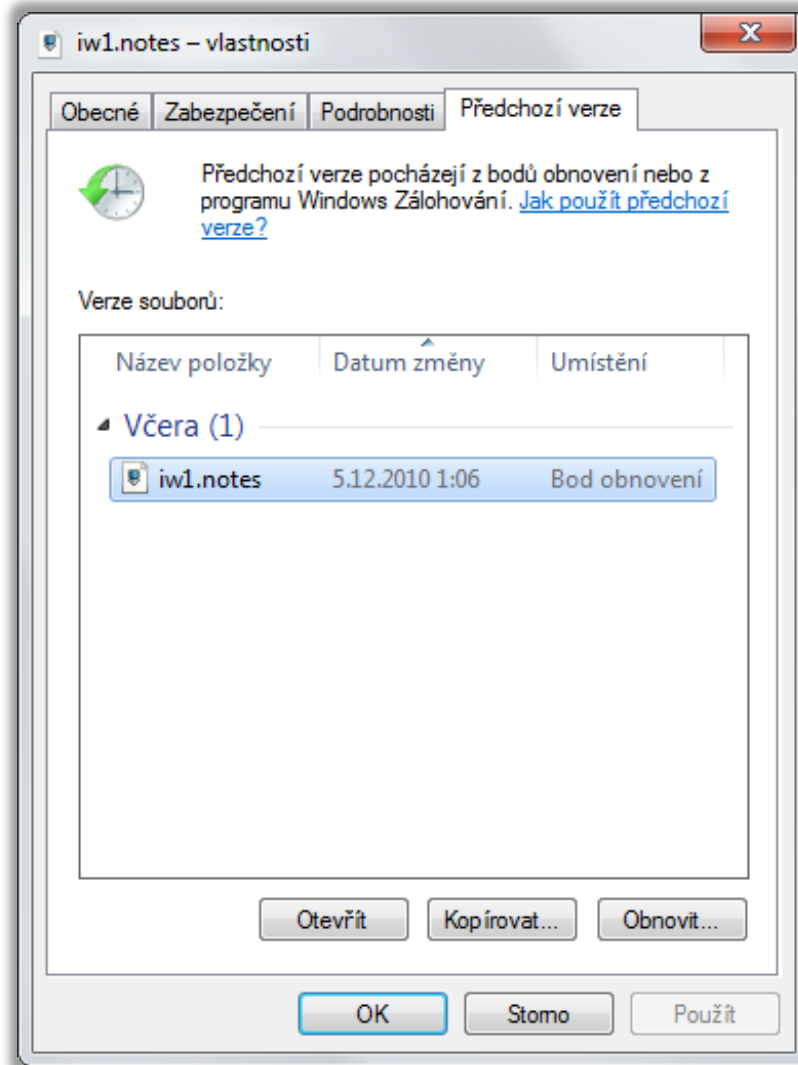 iw1.notes – vlastnosti
Obecné Zabezpečení Podrobnosti Předchozí verze
Předchozí verze pocházejí z bodů obnovení nebo z
programu Windows Zálohování. Jak použít předchozí
verze?
Verze souborů:
Název položky Datum změny Umístění
Včera (1)
iw1.notes 5.12.2010 1:06 Bod obnovení
Otevřít Kopírovat... Obnovit...
OK Storno Použít